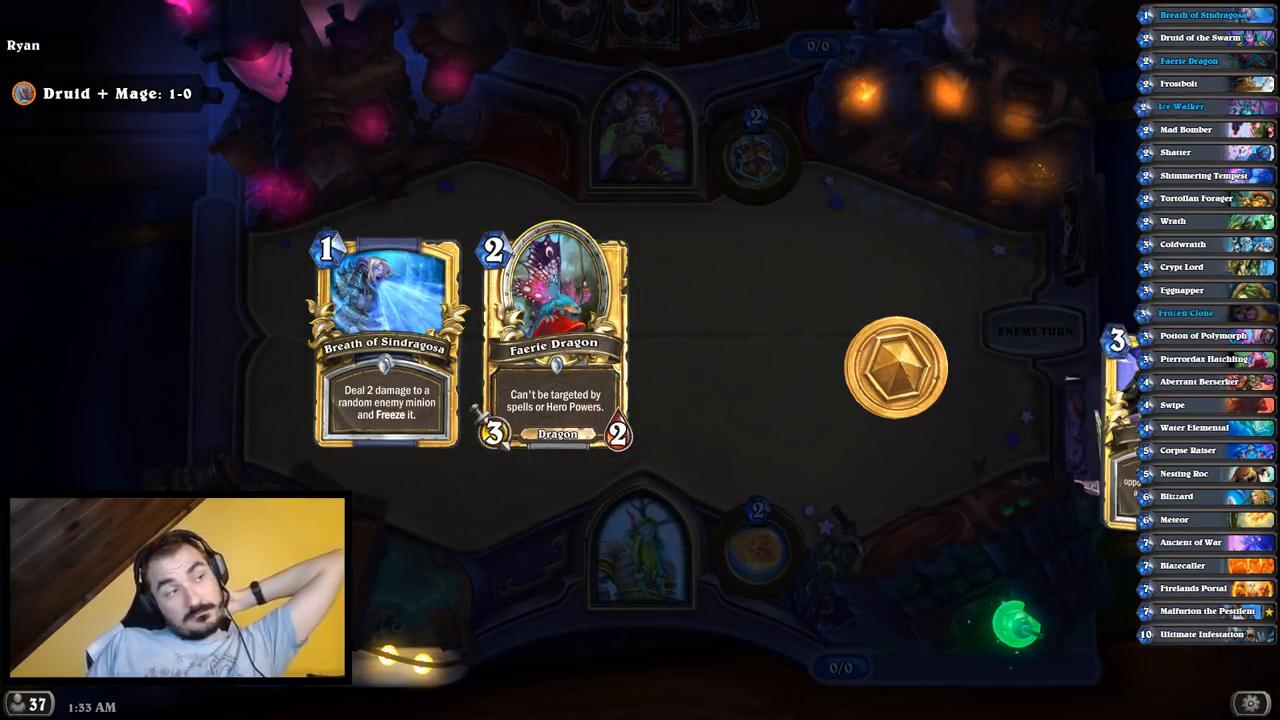 Ryan
Druid + Mage: 1-0
0/0
2
1
Breath of Sindragosa
Deal 2 damage to a
random enemy minion
and Freeze it.
2
Faerie Dragon
Can't be targeted by
spells or Hero Powers.
3
Dragon
2
ENEMY TURN
3
2
0/0
37
1:33 AM
1 Breath of Sindragosa
2 Druid of the Swarm
2 Faerie Dragon
2 Frostbolt
2 Ice Walker
2 Mad Bomber
2 Shatter
2 Shimmering Tempest
2 Tortollan Forager
2 Wrath
3 Coldwraith
3 Crypt Lord
3 Eggnapper
3 Frozen Clone
3 Potion of Polymorph
3 Pterrordax Hatchling
4 Aberrant Berserker
4 Swipe
4 Water Elemental
5 Corpse Raiser
5 Nesting Roc
6 Blizzard
6 Meteor
7 Ancient of War
7 Blazecaller
7 Firelands Portal
7 Malfurion the Pestilent
10 Ultimate Infestation